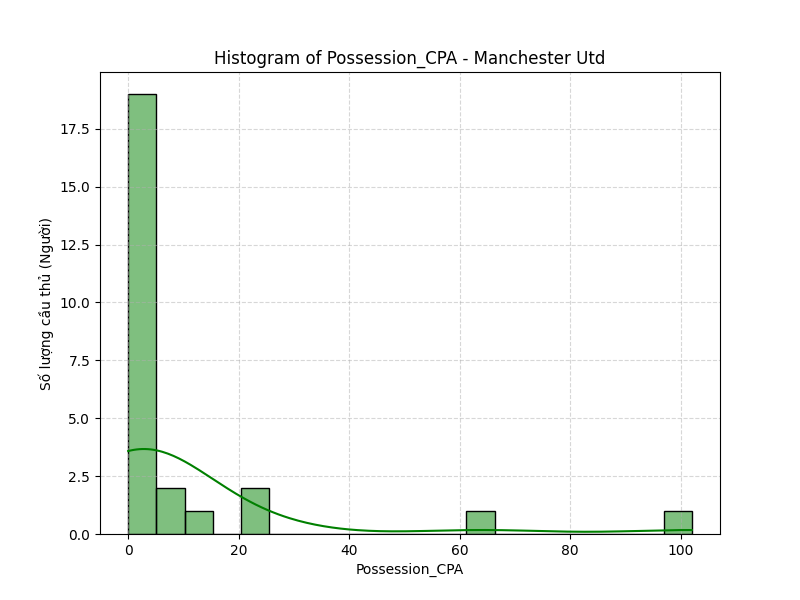 Histogram of Possession_CPA - Manchester Utd
17.5
15.0
12.5
10.0
7.5
5.0
2.5
0.0
Số lượng cầu thủ (Người)
0 20 40 60 80 100
Possession_CPA